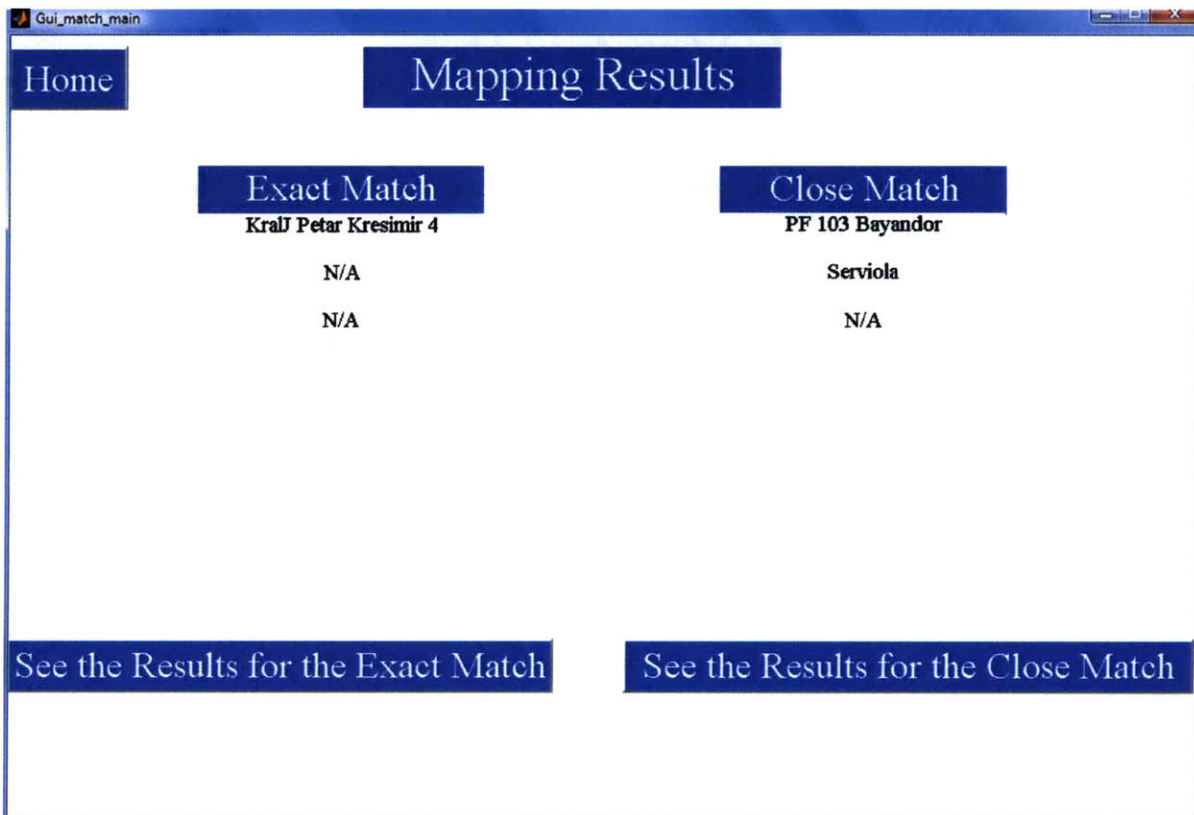 Gui_match_main
Home
Mapping Results
Exact Match
Close Match
KralJ Petar Kresimir 4
PF 103 Bayandor
N/A
Serviola
N/A
N/A
See the Results for the Exact Match
See the Results for the Close Match